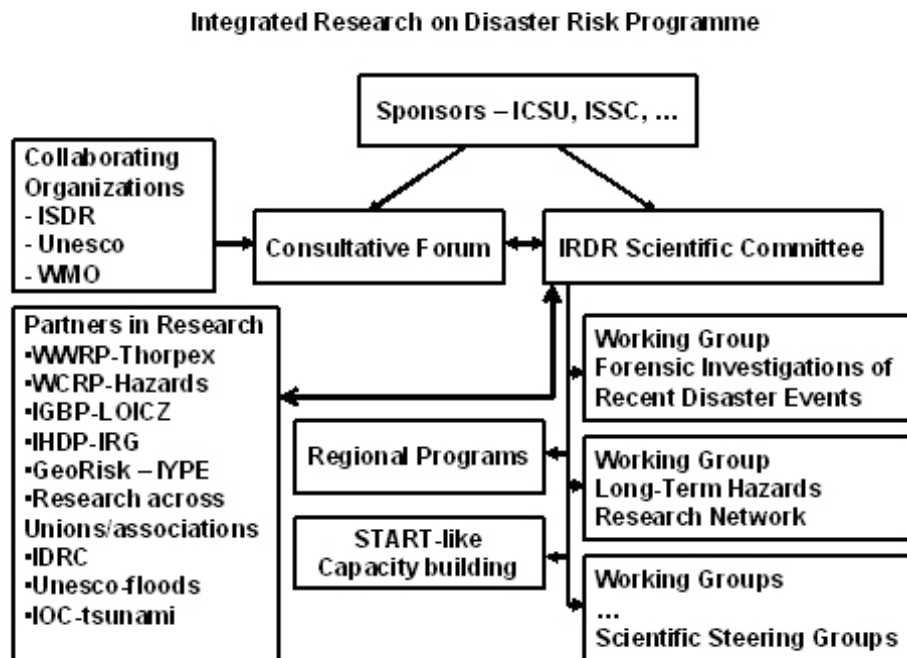 Integrated Research on Disaster Risk Programme
Sponsors – ICSU, ISSC, ...
Collaborating
Organizations
- ISDR
- Unesco
- WMO
Consultative Forum
IRDR Scientific Committee
Partners in Research
▪WWRP-Thorpex
▪WCRP-Hazards
▪IGBP-LOICZ
▪IHDP-IRG
▪GeoRisk – IYPE
▪Research across
Unions/associations
▪IDRC
▪Unesco-floods
▪IOC-tsunami
Regional Programs
START-like
Capacity building
Working Group
Forensic Investigations of
Recent Disaster Events
Working Group
Long-Term Hazards
Research Network
Working Groups
...
Scientific Steering Groups